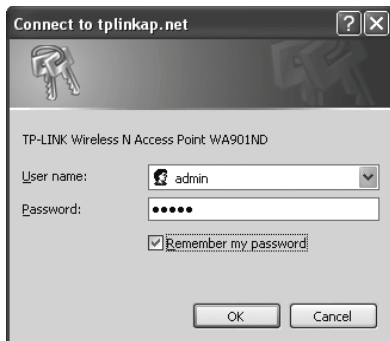 Connect to tplinkap.net
TP-LINK Wireless N Access Point WA901ND
User name: admin
Password: •••••
Remember my password
OK Cancel